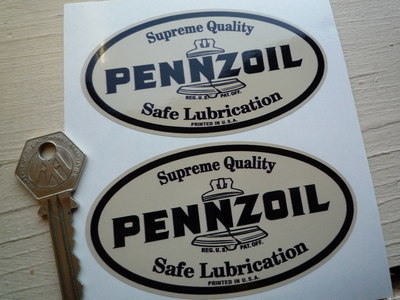 Supreme Quality
PENNZOIL
REG. U.S. PAT. OFF.
Safe Lubrication
PRINTED IN U.S.A.
Supreme Quality
PENNZOIL
REG. U.S. PAT. OFF.
Safe Lubrication
PRINTED IN U.S.A.